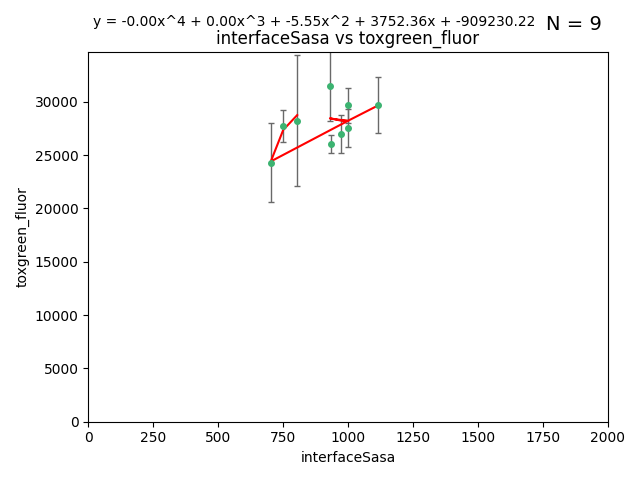 y = -0.00x^4 + 0.00x^3 + -5.55x^2 + 3752.36x + -909230.22 N = 9
interfaceSasa vs toxgreen_fluor
30000
25000
20000
15000
10000
5000
0
toxgreen_fluor
0 250 500 750 1000 1250 1500 1750 2000
interfaceSasa